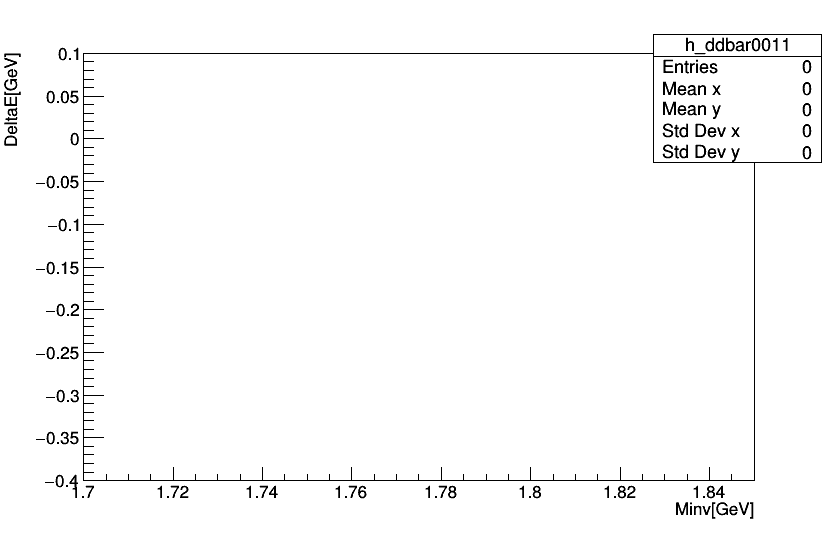 h_ddbar0011
Entries 0
Mean x 0
Mean y 0
Std Dev x 0
Std Dev y 0
DeltaE[GeV]
0.1
0.05
0
−0.05
−0.1
−0.15
−0.2
−0.25
−0.3
−0.35
−0.4
1.7 1.72 1.74 1.76 1.78 1.8 1.82 1.84
Minv[GeV]